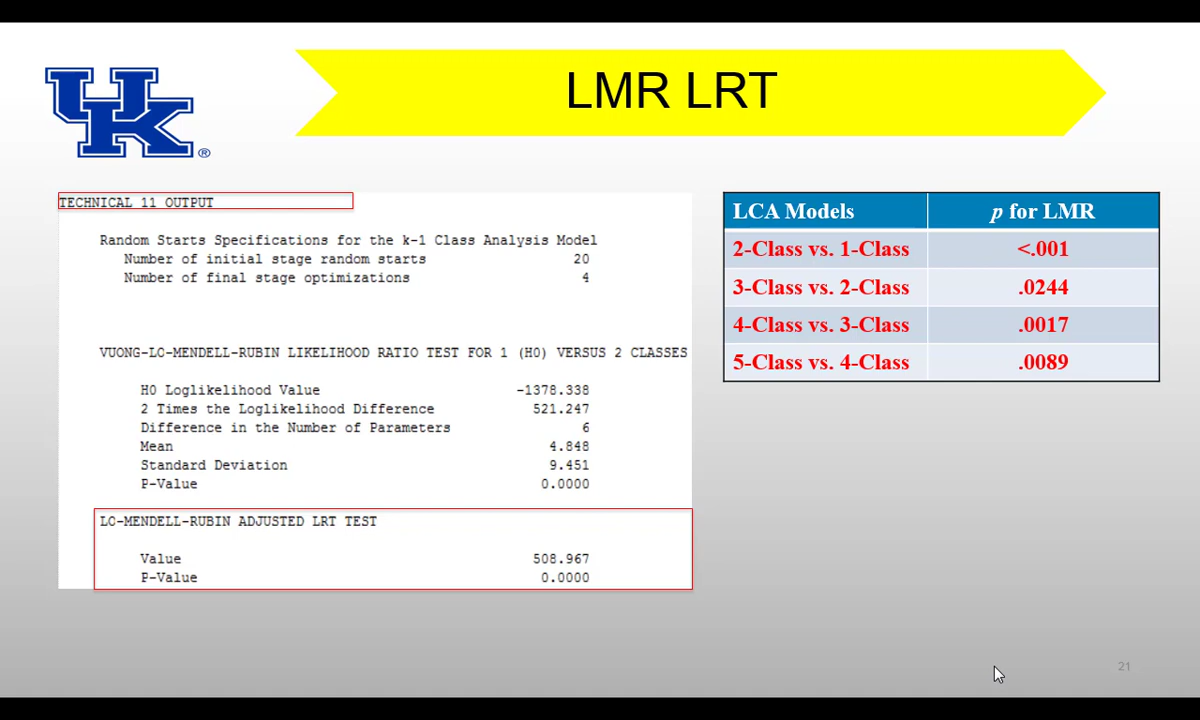 LMR LRT
UK®
TECHNICAL 11 OUTPUT
Random Starts Specifications for the k-1 Class Analysis Model
Number of initial stage random starts 20
Number of final stage optimizations 4
VUONG-LO-MENDELL-RUBIN LIKELIHOOD RATIO TEST FOR 1 (H0) VERSUS 2 CLASSES
H0 Loglikelihood Value -1378.338
2 Times the Loglikelihood Difference 521.247
Difference in the Number of Parameters 6
Mean 4.848
Standard Deviation 9.451
P-Value 0.0000
LO-MENDELL-RUBIN ADJUSTED LRT TEST
Value 508.967
P-Value 0.0000
LCA Models p for LMR
2-Class vs. 1-Class <.001
3-Class vs. 2-Class .0244
4-Class vs. 3-Class .0017
5-Class vs. 4-Class .0089
21